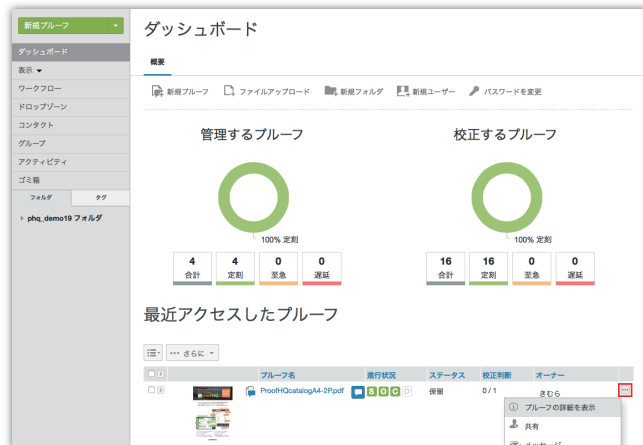 新規プルーフ
ダッシュボード
表示
ワークフロー
ドロップゾーン
コンタクト
グループ
アクティビティ
ゴミ箱
フォルダ タグ
phq_demo19 フォルダ
ダッシュボード
概要
新規プルーフ ファイルアップロード 新規フォルダ 新規ユーザー パスワードを変更
管理するプルーフ 校正するプルーフ
100% 定刻 100% 定刻
4 4 0 0 16 16 0 0
合計 定刻 至急 遅延 合計 定刻 至急 遅延
最近アクセスしたプルーフ
••• さらに
プルーフ名 進行状況 ステータス 校正判断 オーナー
ProofHQcatalogA4-2P.pdf S O C D 保留 0 / 1 きむら
プルーフの詳細を表示
共有